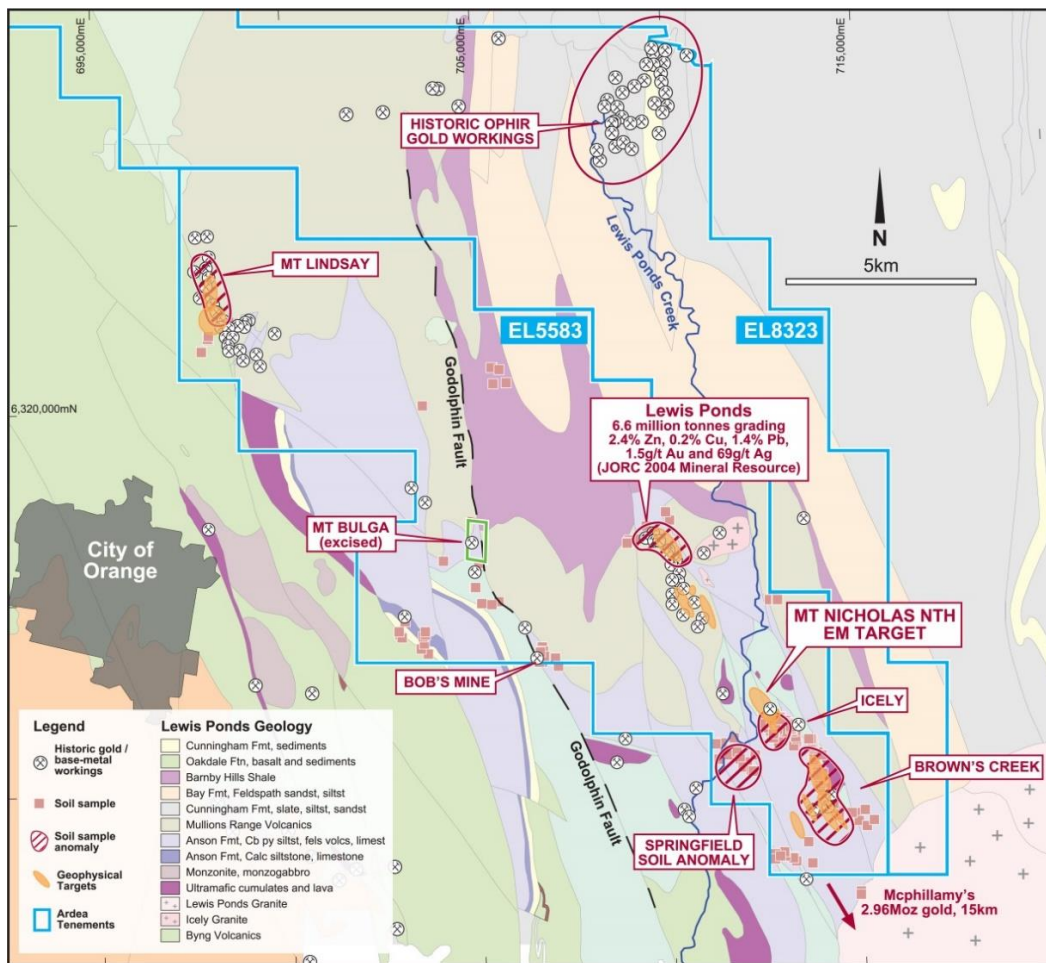 695,000mE
705,000mE
715,000mE
HISTORIC OPHIR
GOLD WORKINGS
Lewis Ponds Creek
N
5km
MT LINDSAY
EL5583
EL8323
Godolphin Fault
6,320,000mN
Lewis Ponds
6.6 million tonnes grading
2.4% Zn, 0.2% Cu, 1.4% Pb,
1.5g/t Au and 69g/t Ag
(JORC 2004 Mineral Resource)
MT BULGA
(excised)
City of
Orange
MT NICHOLAS NTH
EM TARGET
BOB'S MINE
ICELY
BROWN'S CREEK
Godolphin Fault
SPRINGFIELD
SOIL ANOMALY
Mcphillamy's
2.96Moz gold, 15km
Legend
Historic gold /
base-metal
workings
Soil sample
Soil sample
anomaly
Geophysical
Targets
Ardea
Tenements
Lewis Ponds Geology
Cunningham Fmt, sediments
Oakdale Ftn, basalt and sediments
Barnby Hills Shale
Bay Fmt, Feldspath sandst, siltst
Cunningham Fmt, slate, siltst, sandst
Mullions Range Volcanics
Anson Fmt, Cb py siltst, fels volcs, limest
Anson Fmt, Calc siltstone, limestone
Monzonite, monzogabbro
Ultramafic cumulates and lava
Lewis Ponds Granite
Icely Granite
Byng Volcanics